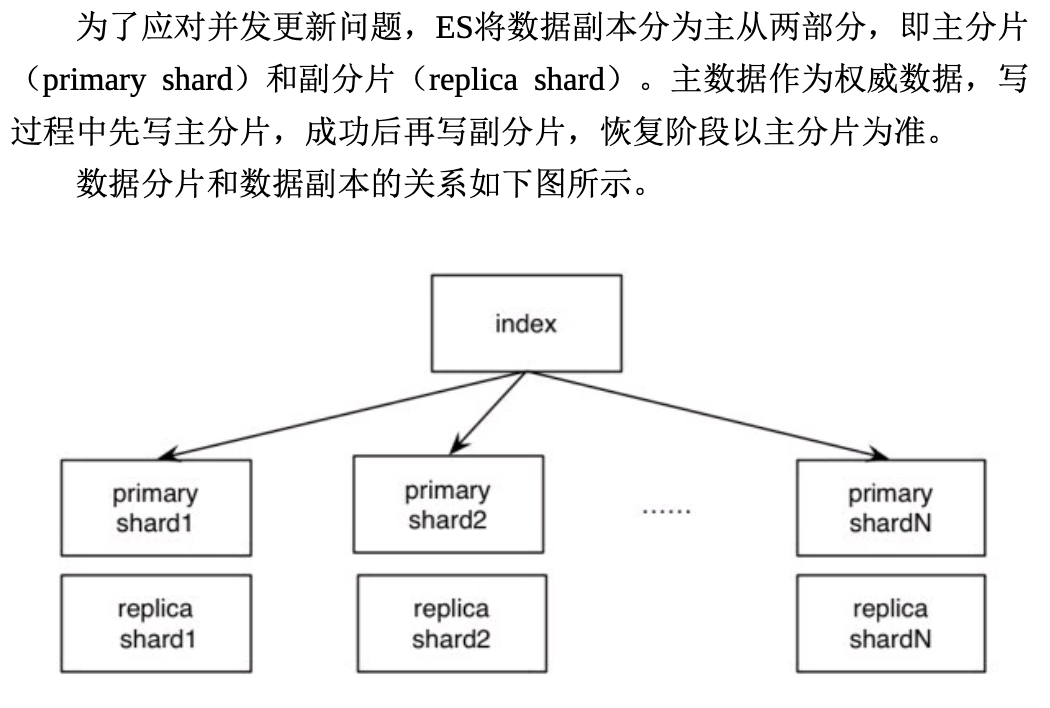 为了应对并发更新问题，ES将数据副本分为主从两部分，即主分片
（primary shard）和副分片（replica shard）。主数据作为权威数据，写
过程中先写主分片，成功后再写副分片，恢复阶段以主分片为准。
数据分片和数据副本的关系如下图所示。
index
primary
shard1
primary
shard2
......
primary
shardN
replica
shard1
replica
shard2
replica
shardN